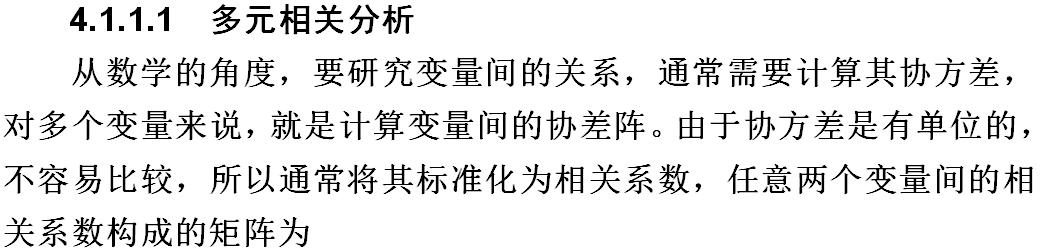 4.1.1.1 多元相关分析
从数学的角度，要研究变量间的关系，通常需要计算其协方差，
对多个变量来说，就是计算变量间的协差阵。由于协方差是有单位的，
不容易比较，所以通常将其标准化为相关系数，任意两个变量间的相
关系数构成的矩阵为